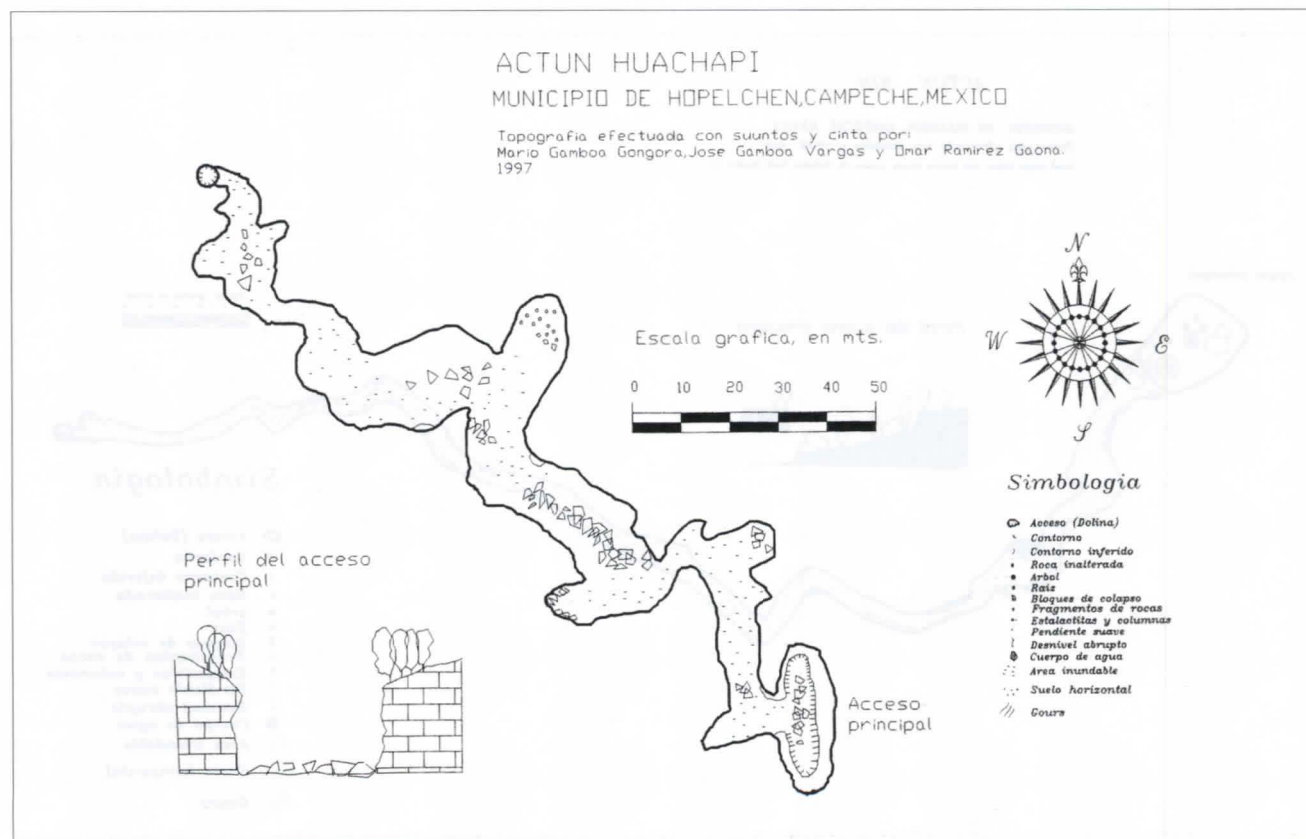 ACTUN HUACHAPI
MUNICIPIO DE HOPELCHEN,CAMPECHE,MEXICO
Topografia efectuada con suuntos y cinta por:
Mario Gamboa Gongora,Jose Gamboa Vargas y Omar Ramirez Gaona.
1997
N
W
E
S
Escala grafica, en mts.
0 10 20 30 40 50
Simbologia
Acceso (Dolina)
Contorno
Contorno inferido
Roca inalterada
Arbol
Raiz
Bloques de colapso
Fragmentos de rocas
Estalactitas y columnas
Pendiente suave
Desnivel abrupto
Cuerpo de agua
Area inundable
Suelo horizontal
Gours
Perfil del acceso
principal
Acceso
principal